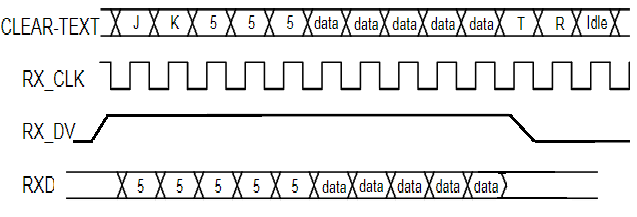 CLEAR-TEXT J K 5 5 5 data data data data data T R Idle
RX_CLK
RX_DV
RXD 5 5 5 5 5 data data data data data